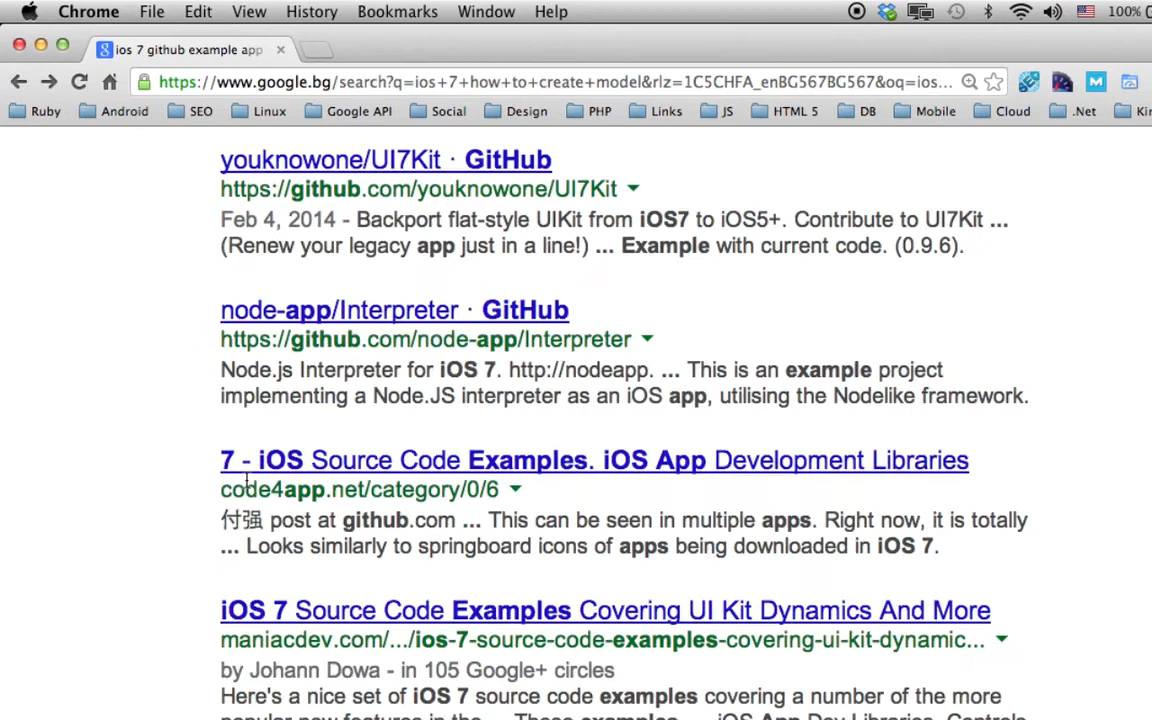 Chrome File Edit View History Bookmarks Window Help 100%
ios 7 github example app
https://www.google.bg/search?q=ios+7+how+to+create+model&rlz=1C5CHFA_enBG567BG567&oq=ios...
Ruby Android SEO Linux Google API Social Design PHP Links JS HTML 5 DB Mobile Cloud .Net
youknowone/UI7Kit · GitHub
https://github.com/youknowone/UI7Kit
Feb 4, 2014 - Backport flat-style UIKit from iOS7 to iOS5+. Contribute to UI7Kit ...
(Renew your legacy app just in a line!) ... Example with current code. (0.9.6).
node-app/Interpreter · GitHub
https://github.com/node-app/Interpreter
Node.js Interpreter for iOS 7. http://nodeapp. ... This is an example project
implementing a Node.JS interpreter as an iOS app, utilising the Nodelike framework.
7 - iOS Source Code Examples. iOS App Development Libraries
code4app.net/category/0/6
付强 post at github.com ... This can be seen in multiple apps. Right now, it is totally
... Looks similarly to springboard icons of apps being downloaded in iOS 7.
iOS 7 Source Code Examples Covering UI Kit Dynamics And More
maniacdev.com/.../ios-7-source-code-examples-covering-ui-kit-dynamic...
by Johann Dowa - in 105 Google+ circles
Here's a nice set of iOS 7 source code examples covering a number of the more